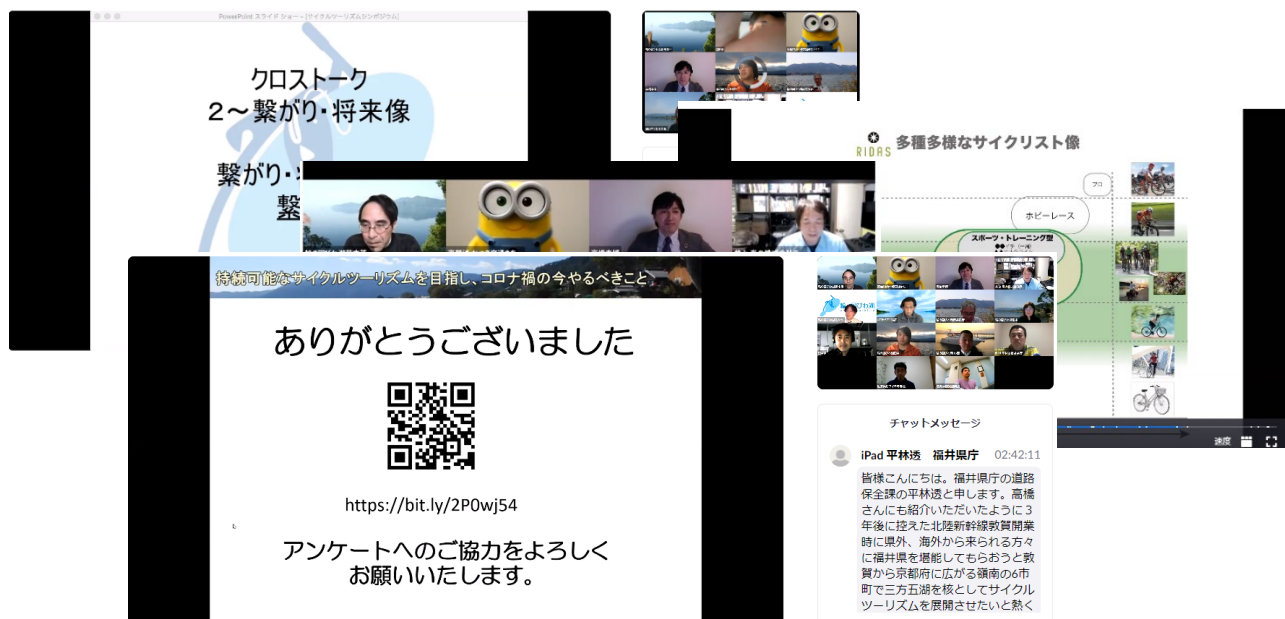 PowerPoint スライド ショー - [サイクルツーリズムシンポジウム]
クロストーク
2～繋がり・将来像
繋がり・
繋
RIDAS
多種多様なサイクリスト像
プロ
ホビーレース
スポーツ・トレーニング型
速度
持続可能なサイクルツーリズムを目指し、コロナ禍の今やるべきこと
ありがとうございました
https://bit.ly/2P0wj54
アンケートへのご協力をよろしく
お願いいたします。
チャットメッセージ
iPad 平林透　福井県庁 02:42:11
皆様こんにちは。福井県庁の道路
保全課の平林透と申します。高橋
さんにも紹介いただいたように３
年後に控えた北陸新幹線敦賀開業
時に県外、海外から来られる方々
に福井県を堪能してもらおうと敦
賀から京都府に広がる嶺南の6市
町で三方五湖を核としてサイクル
ツーリズムを展開させたいと熱く